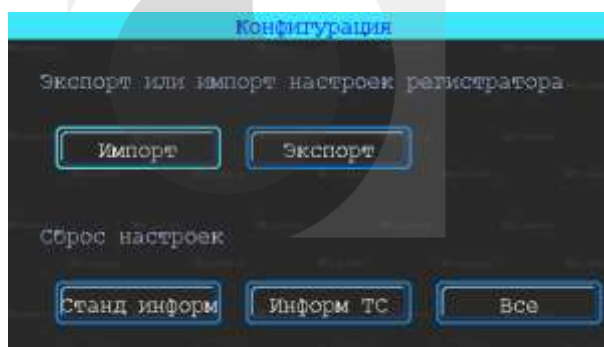 Конфигурация
Экспорт или импорт настроек регистратора
Импорт Экспорт
Сброс настроек
Станд информ Информ ТС Все